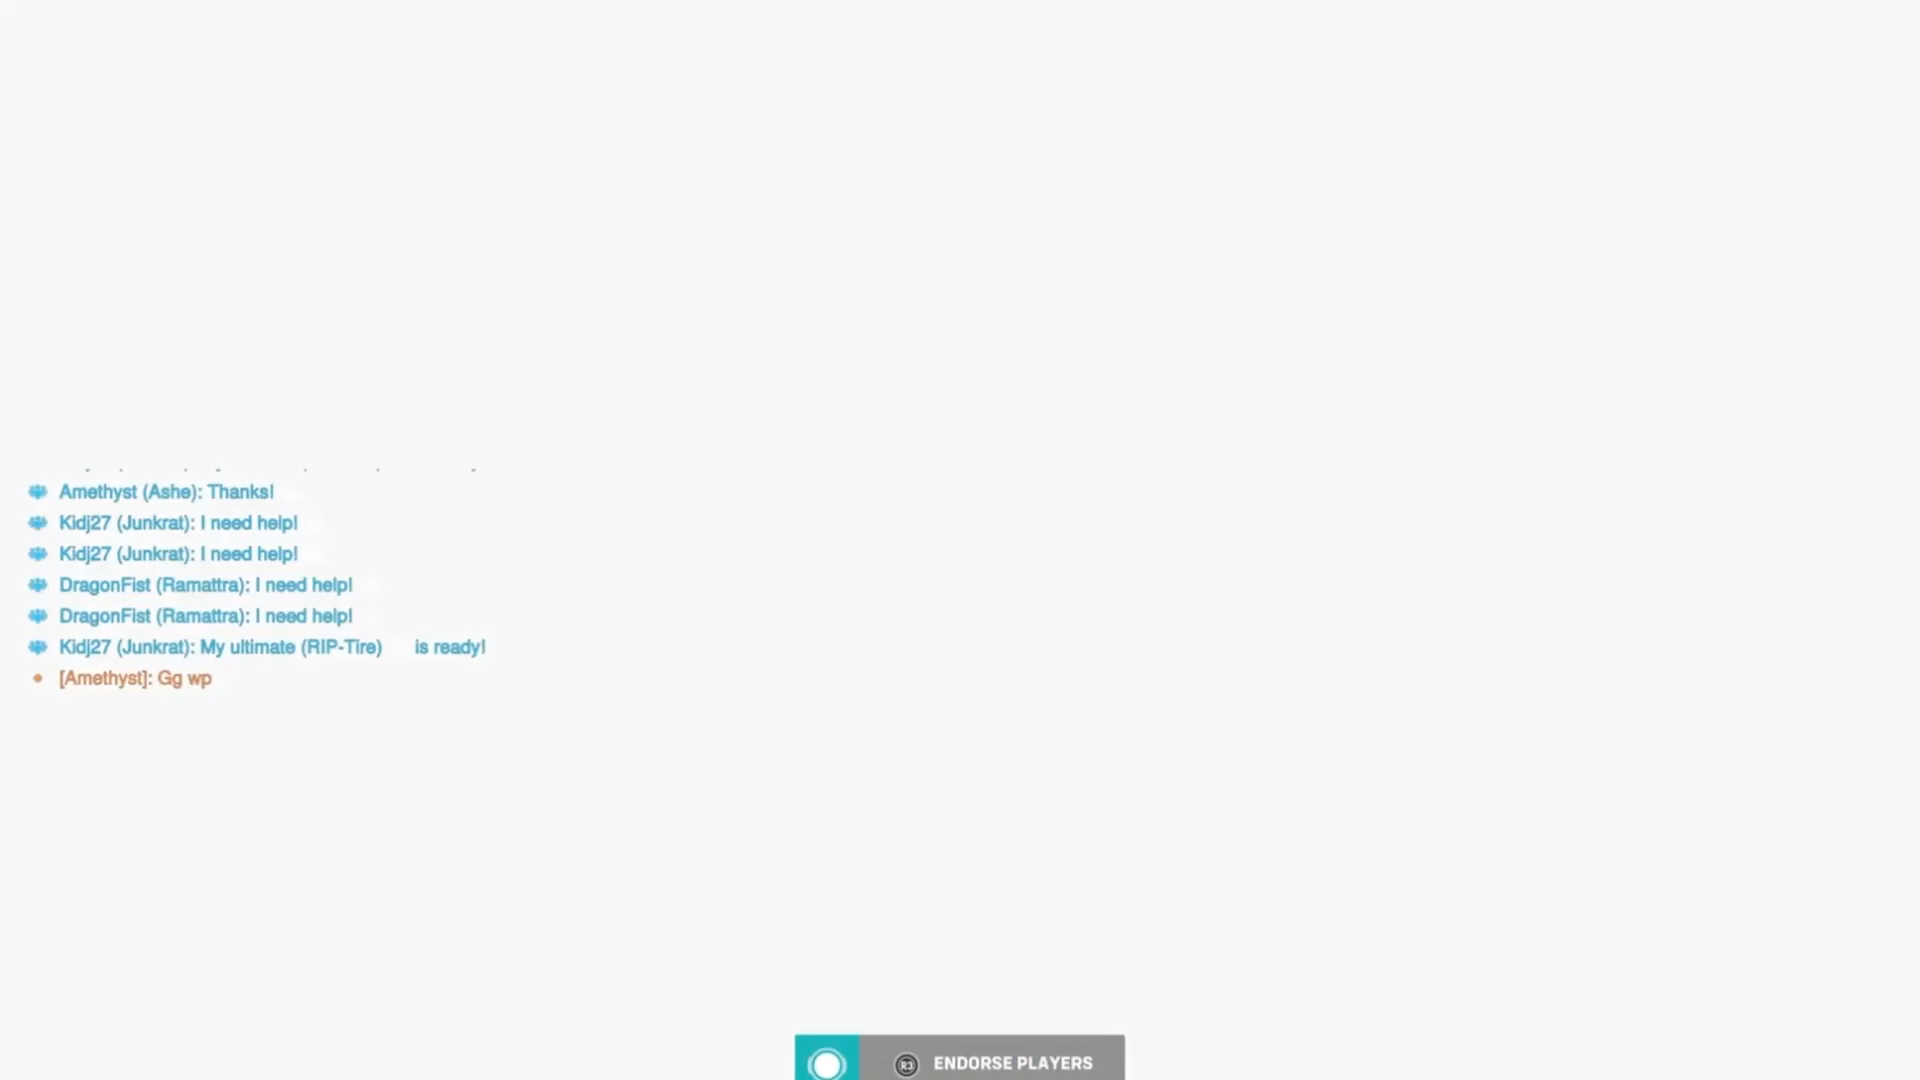 Amethyst (Ashe): Thanks!
Kidj27 (Junkrat): I need help!
Kidj27 (Junkrat): I need help!
DragonFist (Ramattra): I need help!
DragonFist (Ramattra): I need help!
Kidj27 (Junkrat): My ultimate (RIP-Tire) is ready!
[Amethyst]: Gg wp
R3 ENDORSE PLAYERS